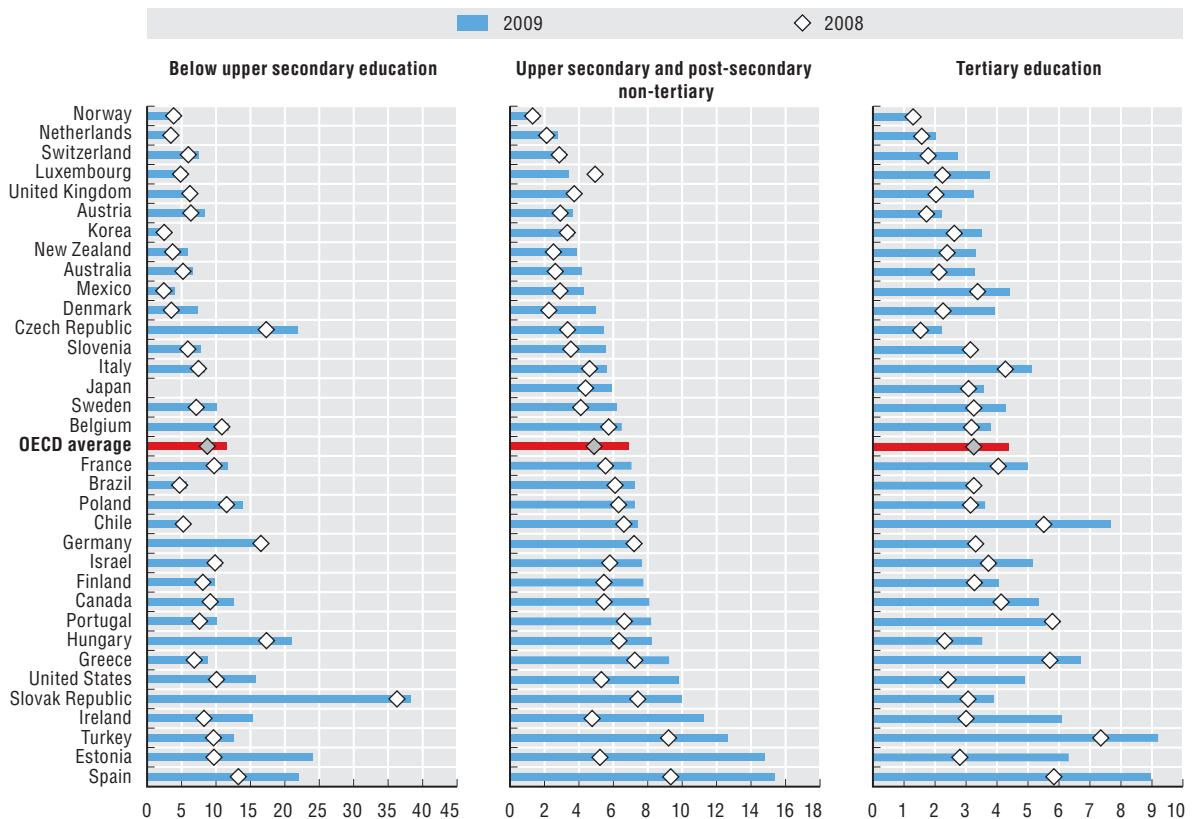 2009 2008
Below upper secondary education
Upper secondary and post-secondary
non-tertiary
Tertiary education
Norway
Netherlands
Switzerland
Luxembourg
United Kingdom
Austria
Korea
New Zealand
Australia
Mexico
Denmark
Czech Republic
Slovenia
Italy
Japan
Sweden
Belgium
OECD average
France
Brazil
Poland
Chile
Germany
Israel
Finland
Canada
Portugal
Hungary
Greece
United States
Slovak Republic
Ireland
Turkey
Estonia
Spain
0 5 10 15 20 25 30 35 40 45
0 2 4 6 8 10 12 14 16 18
0 1 2 3 4 5 6 7 8 9 10